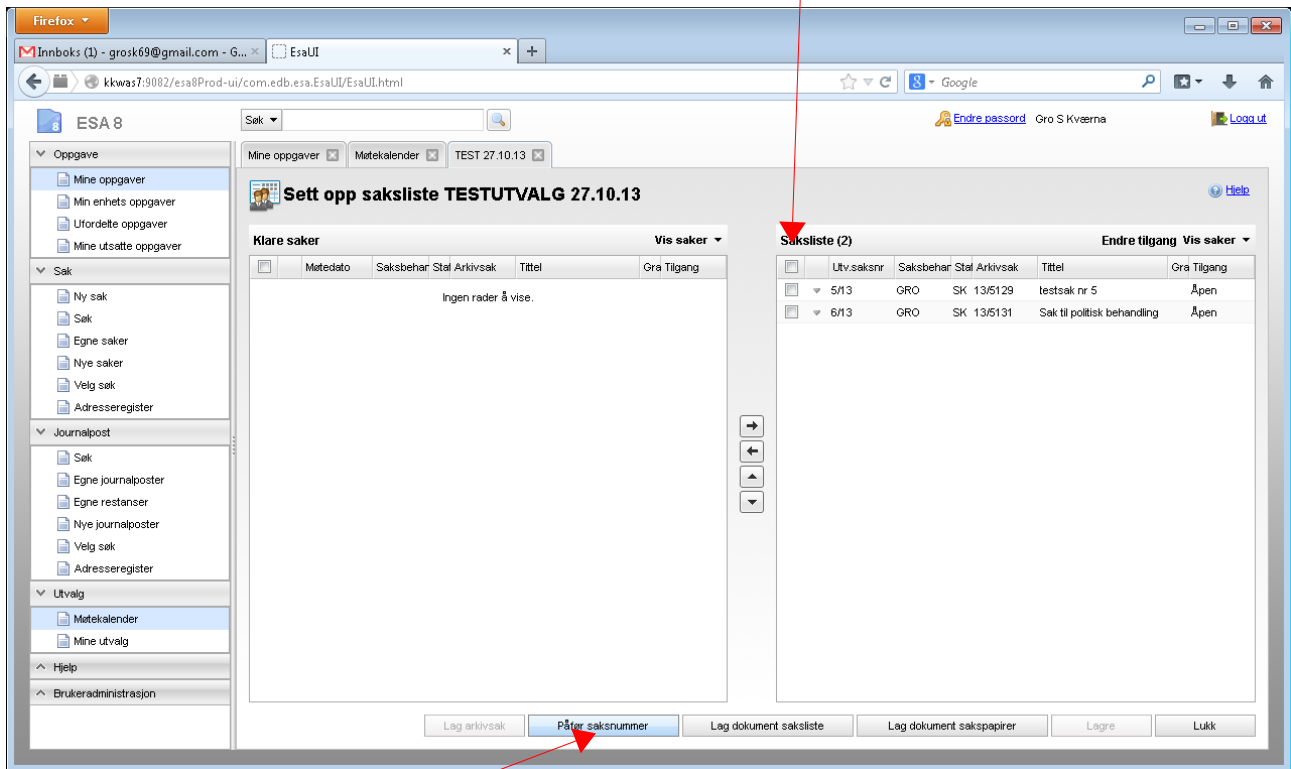 Firefox
Innboks (1) - grosk69@gmail.com - G... EsaUI
kkwas7:9082/esa8Prod-ui/com.edb.esa.EsaUI/EsaUI.html Google
8 ESA 8 Søk Endre passord Gro S Kværna Logg ut
Oppgave
Mine oppgaver
Min enhets oppgaver
Ufordelte oppgaver
Mine utsatte oppgaver
Sak
Ny sak
Søk
Egne saker
Nye saker
Velg søk
Adresseregister
Journalpost
Søk
Egne journalposter
Egne restanser
Nye journalposter
Velg søk
Adresseregister
Utvalg
Møtekalender
Mine utvalg
Hjelp
Brukeradministrasjon
Mine oppgaver Møtekalender TEST 27.10.13
Sett opp saksliste TESTUTVALG 27.10.13 Hjelp
Klare saker Vis saker
Møtedato Saksbehar Stat Arkivsak Tittel Gra Tilgang
Ingen rader å vise.
Saksliste (2) Endre tilgang Vis saker
Utv.saksnr Saksbehar Stat Arkivsak Tittel Gra Tilgang
5/13 GRO SK 13/5129 testsak nr 5 Åpen
6/13 GRO SK 13/5131 Sak til politisk behandling Åpen
Lag arkivsak Påfør saksnummer Lag dokument saksliste Lag dokument sakspapirer Lagre Lukk